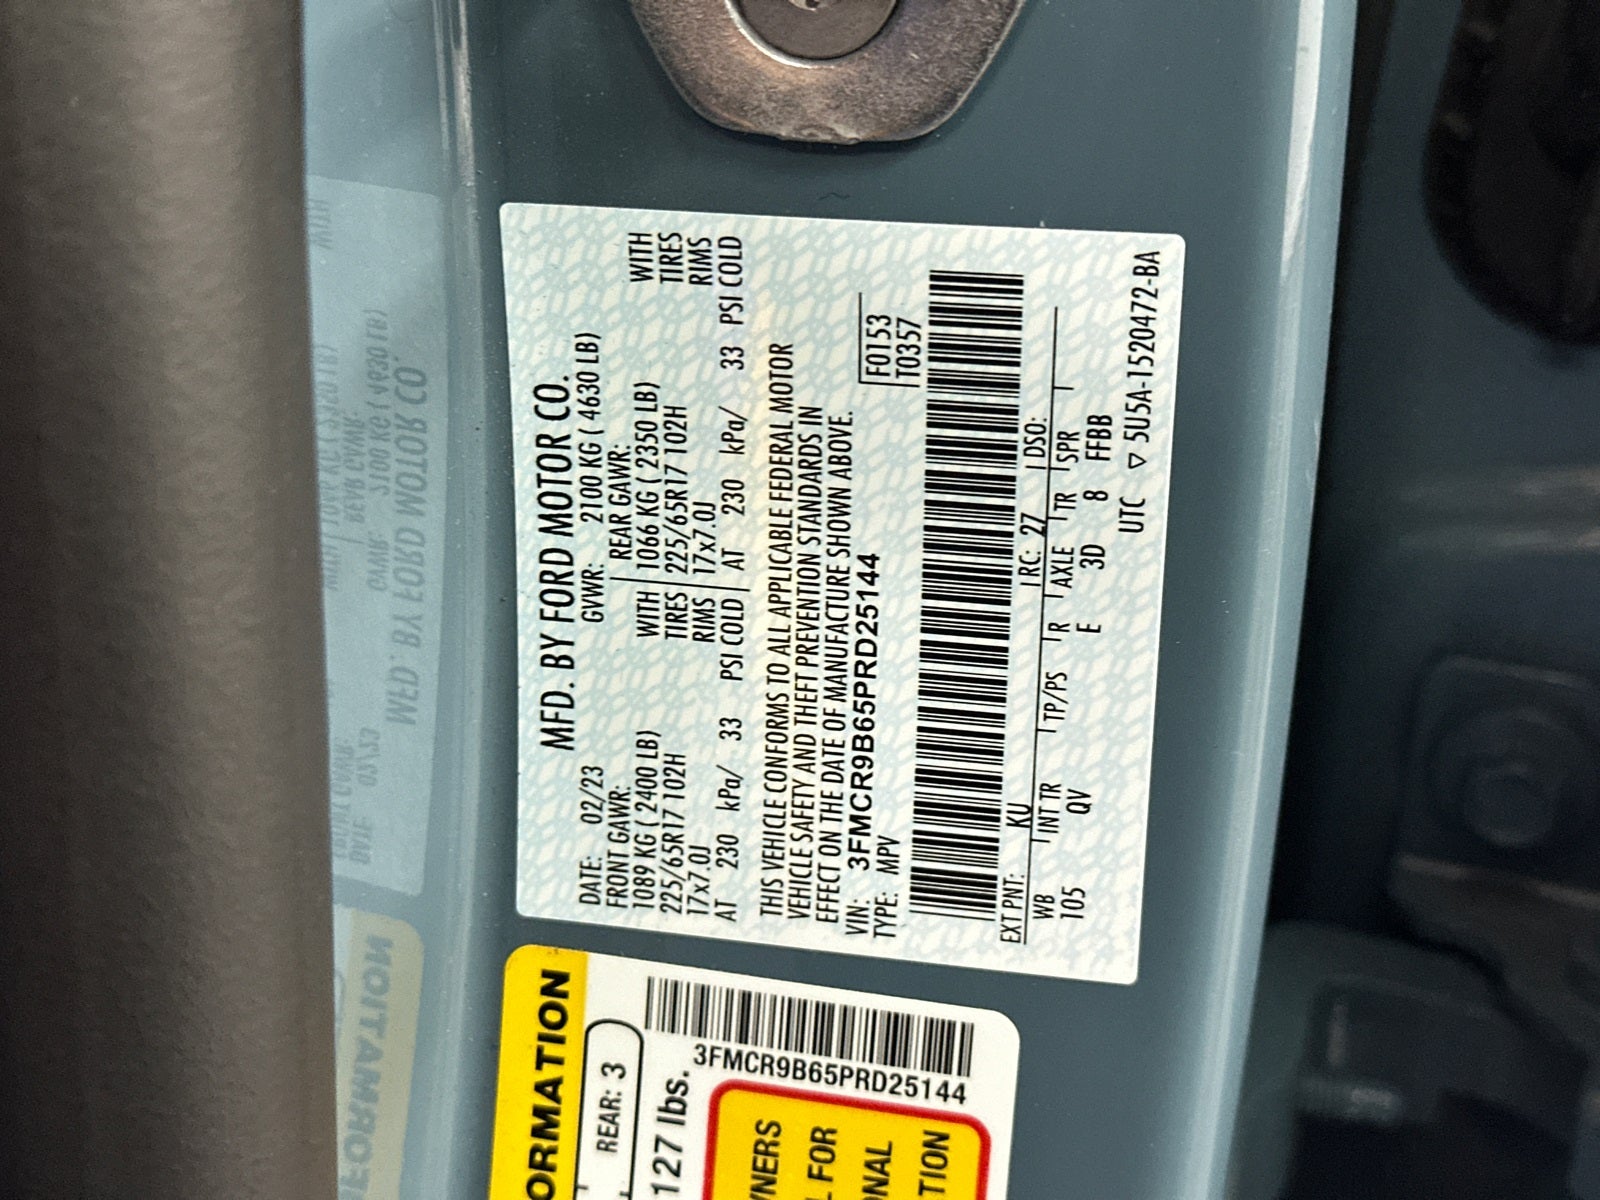 MFD. BY FORD MOTOR CO.
DATE: 02/23 GVWR: 2100 KG ( 4630 LB)
FRONT GAWR: REAR GAWR:
1089 KG ( 2400 LB) WITH 1066 KG ( 2350 LB) WITH
225/65R17 102H TIRES 225/65R17 102H TIRES
17x7.0J RIMS 17x7.0J RIMS
AT 230 kPa/ 33 PSI COLD AT 230 kPa/ 33 PSI COLD
THIS VEHICLE CONFORMS TO ALL APPLICABLE FEDERAL MOTOR
VEHICLE SAFETY AND THEFT PREVENTION STANDARDS IN
EFFECT ON THE DATE OF MANUFACTURE SHOWN ABOVE.
VIN: 3FMCR9B65PRD25144 F0153
TYPE: MPV T0357
EXT PNT: KU RC: 27 DSO:
WB INT TR TP/PS R AXLE TR SPR
105 QV E 3D 8 FFBB
UTC ▽ 5U5A-1520472-BA
ORMATION
REAR: 3
127 lbs.
3FMCR9B65PRD25144
WNERS
L FOR
ONAL
TION